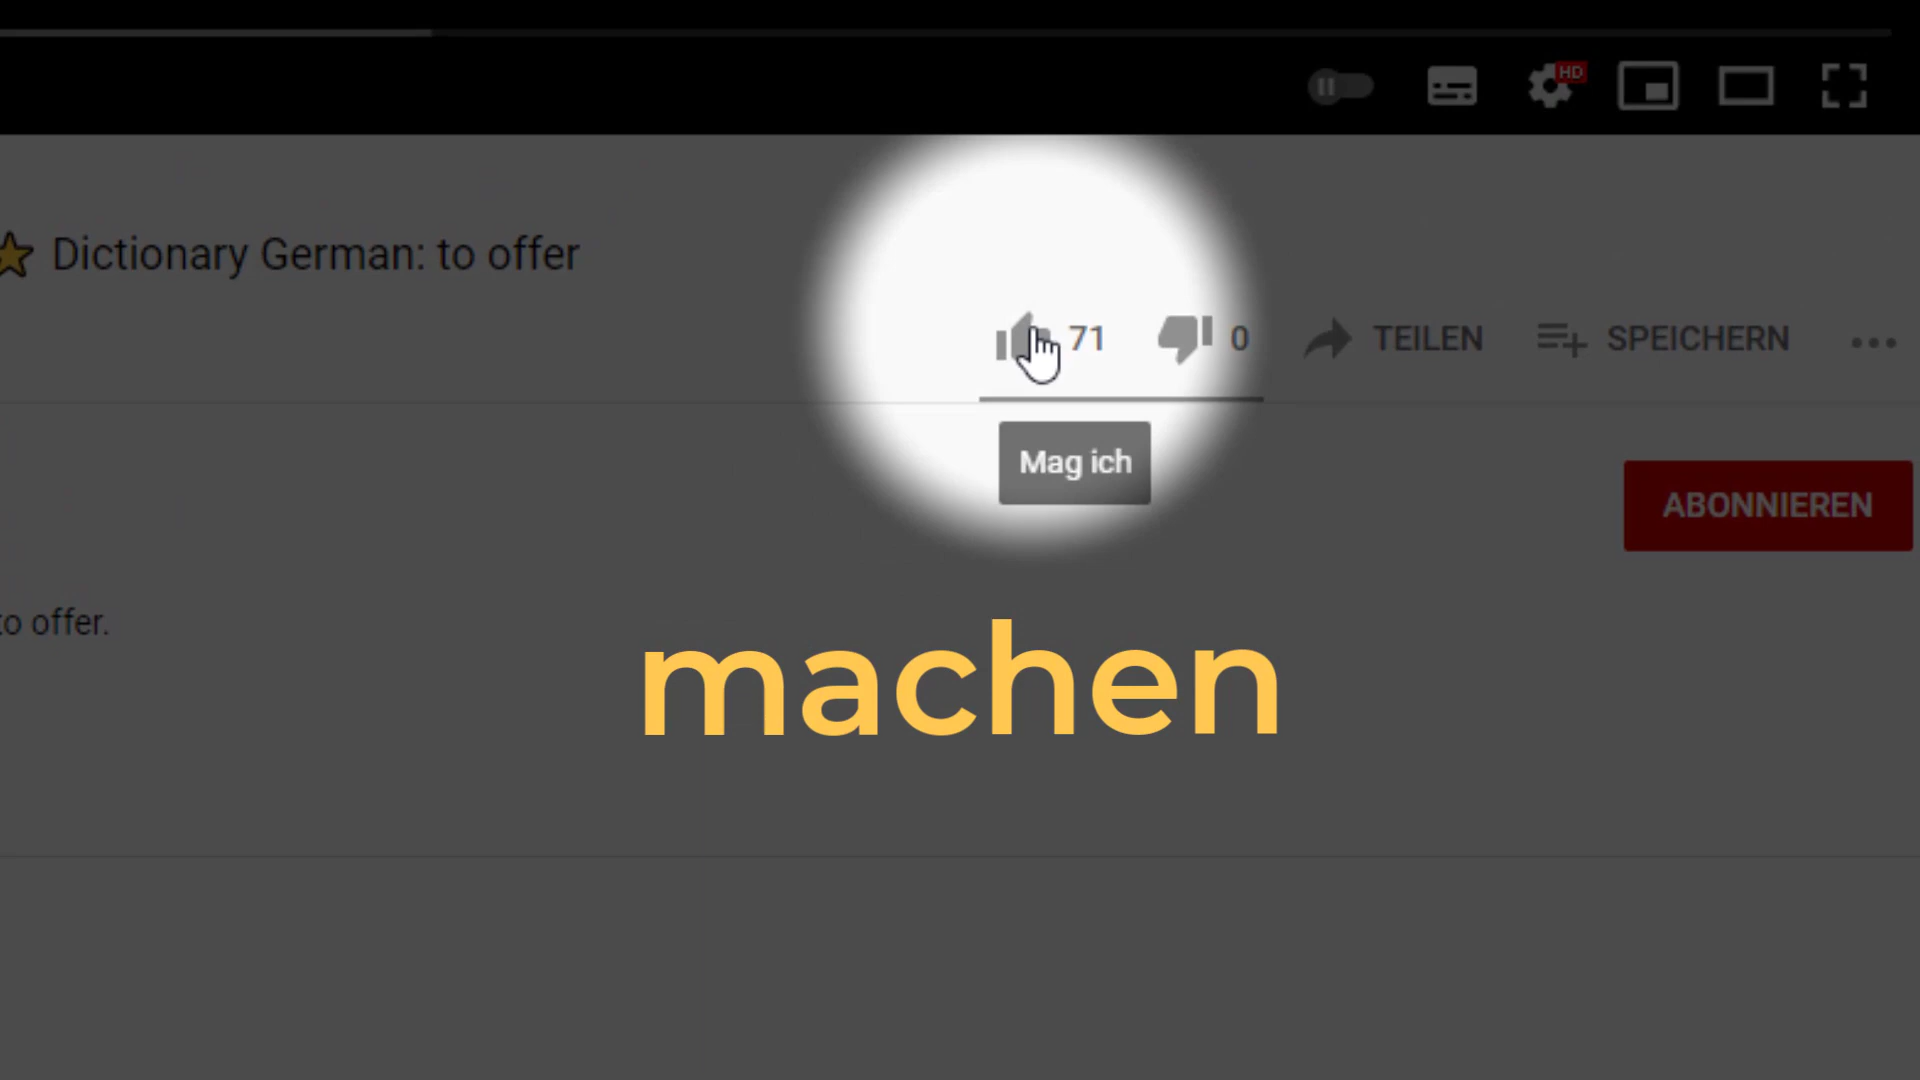 HD
Dictionary German: to offer
71 0 TEILEN SPEICHERN
Mag ich
ABONNIEREN
to offer.
machen